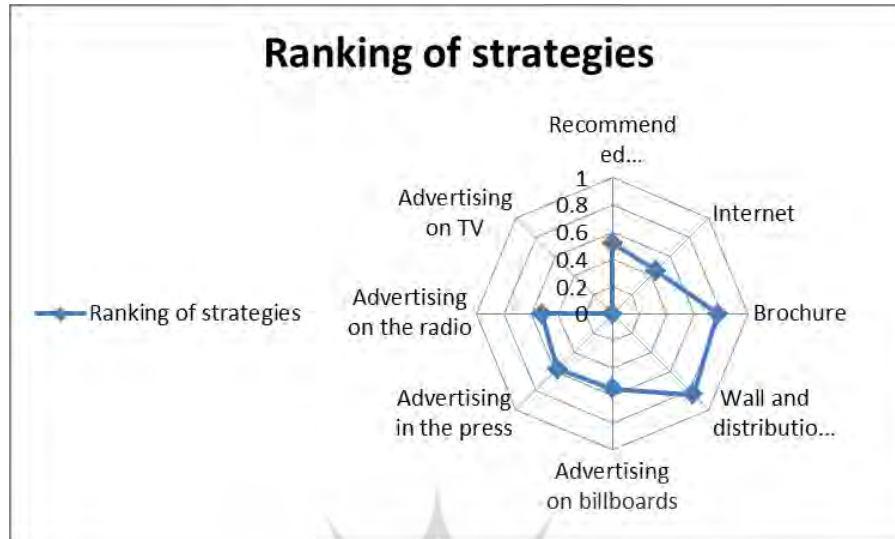 Ranking of strategies
Recommend
ed...
1
0.8
0.6
0.4
0.2
0
Internet
Brochure
Wall and
distributio...
Advertising
on billboards
Advertising
in the press
Advertising
on the radio
Advertising
on TV
Ranking of strategies